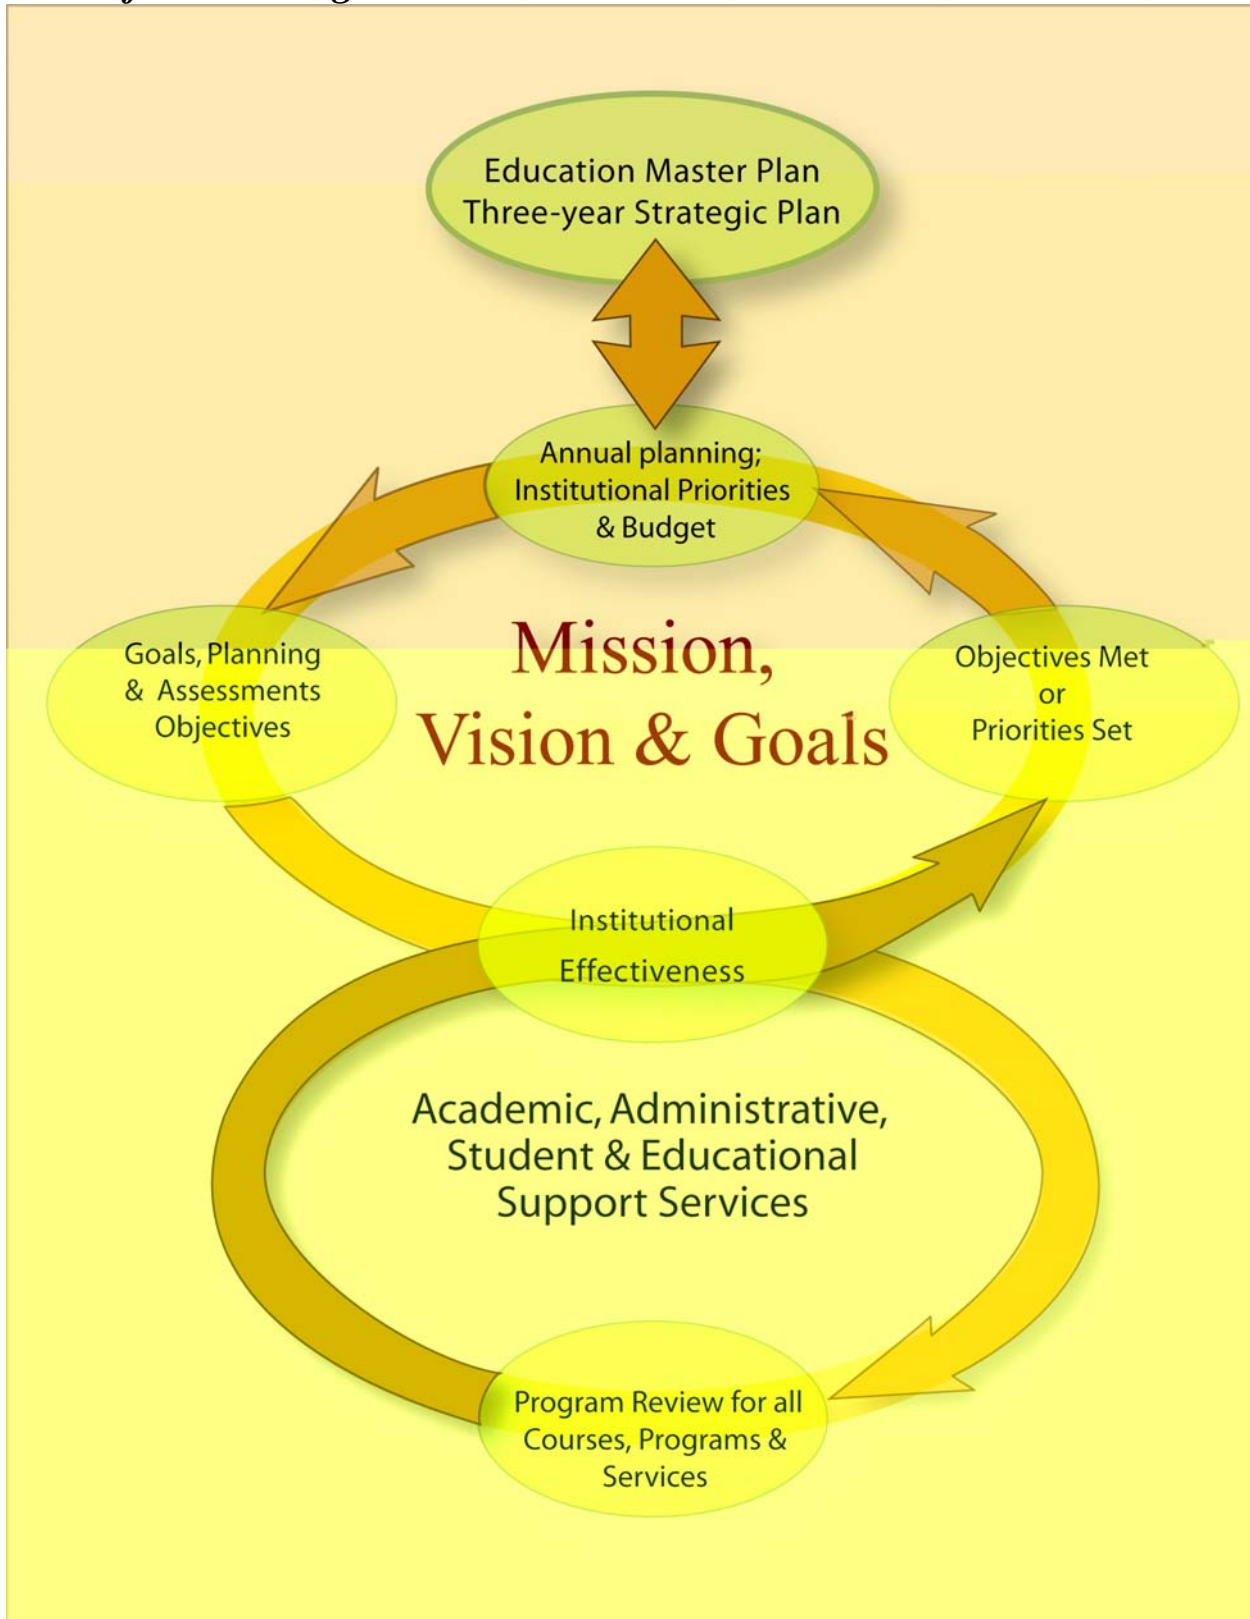 Education Master Plan
Three-year Strategic Plan
Annual planning;
Institutional Priorities
& Budget
Goals, Planning
& Assessments
Objectives
Mission,
Vision & Goals
Objectives Met
or
Priorities Set
Institutional
Effectiveness
Academic, Administrative,
Student & Educational
Support Services
Program Review for all
Courses, Programs &
Services